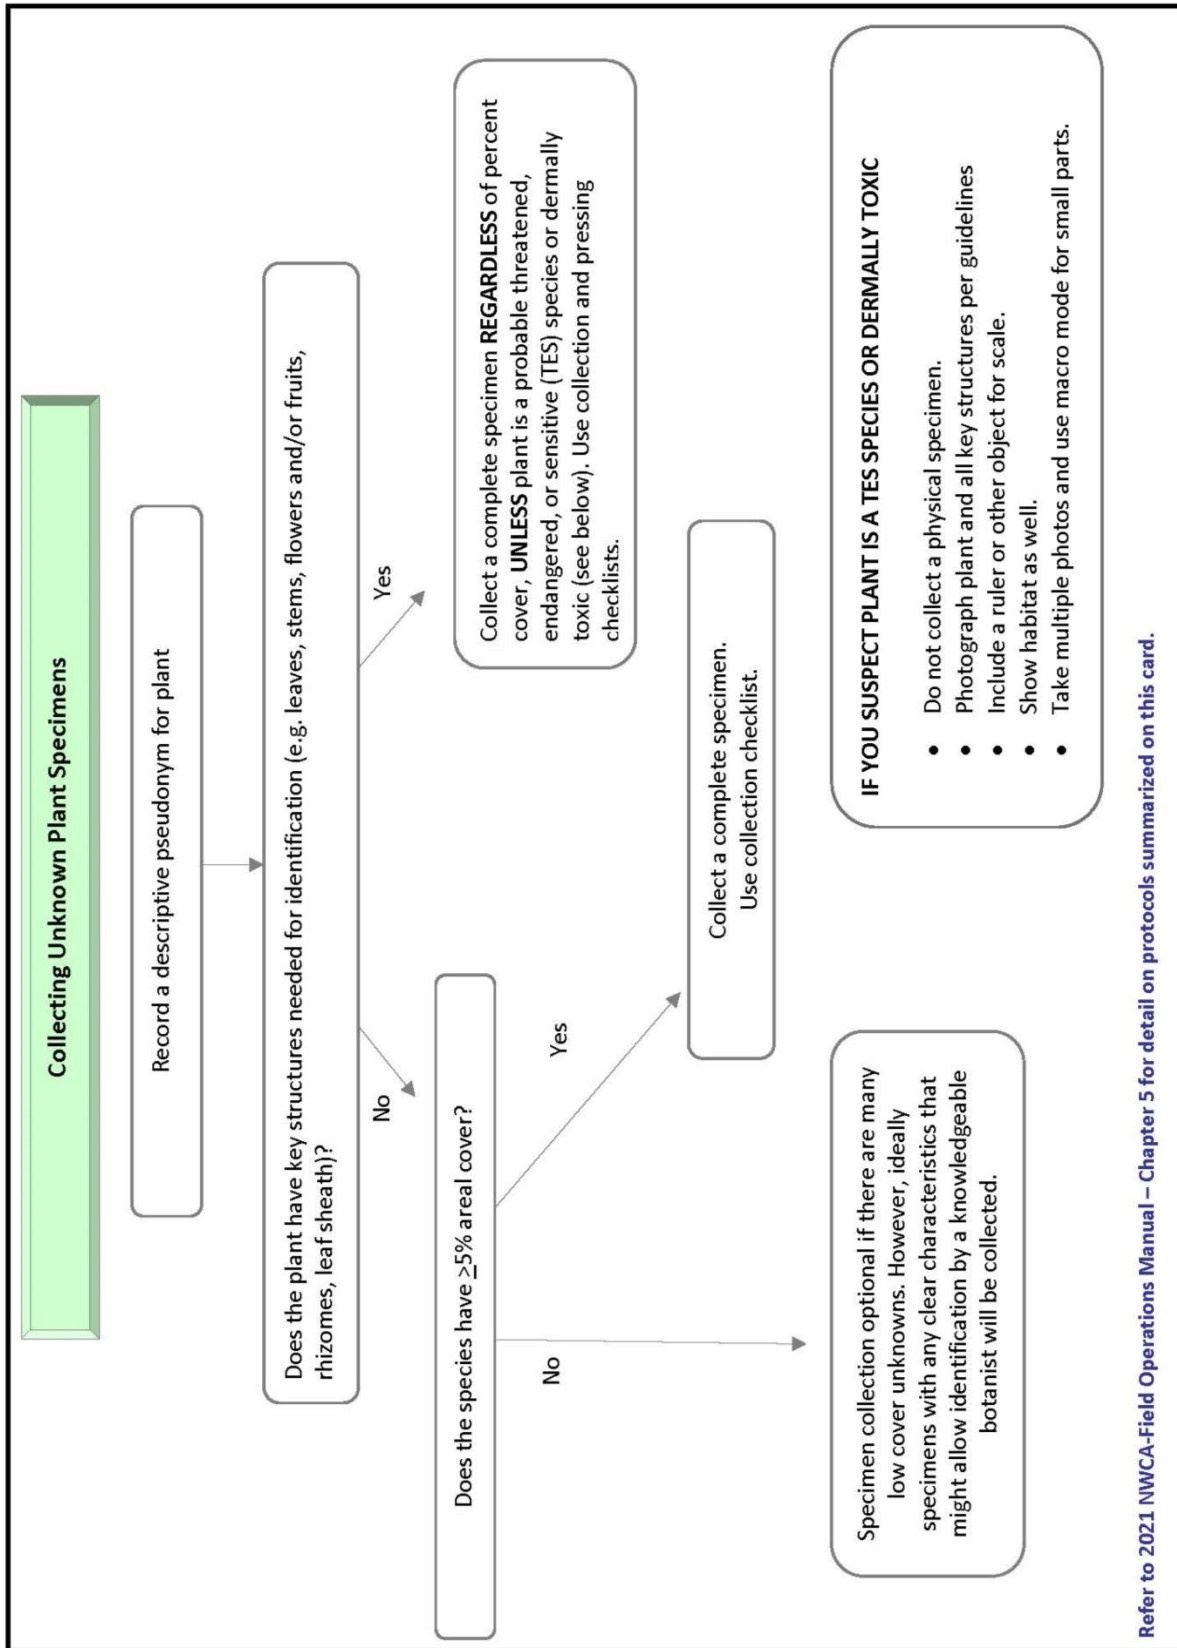 Collecting Unknown Plant Specimens
Record a descriptive pseudonym for plant
Does the plant have key structures needed for identification (e.g. leaves, stems, flowers and/or fruits,
rhizomes, leaf sheath)?
No
Yes
Does the species have >5% areal cover?
Collect a complete specimen REGARDLESS of percent
cover, UNLESS plant is a probable threatened,
endangered, or sensitive (TES) species or dermally
toxic (see below). Use collection and pressing
checklists.
No
Yes
Collect a complete specimen.
Use collection checklist.
Specimen collection optional if there are many
low cover unknowns. However, ideally
specimens with any clear characteristics that
might allow identification by a knowledgeable
botanist will be collected.
IF YOU SUSPECT PLANT IS A TES SPECIES OR DERMALLY TOXIC
• Do not collect a physical specimen.
• Photograph plant and all key structures per guidelines
• Include a ruler or other object for scale.
• Show habitat as well.
• Take multiple photos and use macro mode for small parts.
Refer to 2021 NWCA-Field Operations Manual – Chapter 5 for detail on protocols summarized on this card.